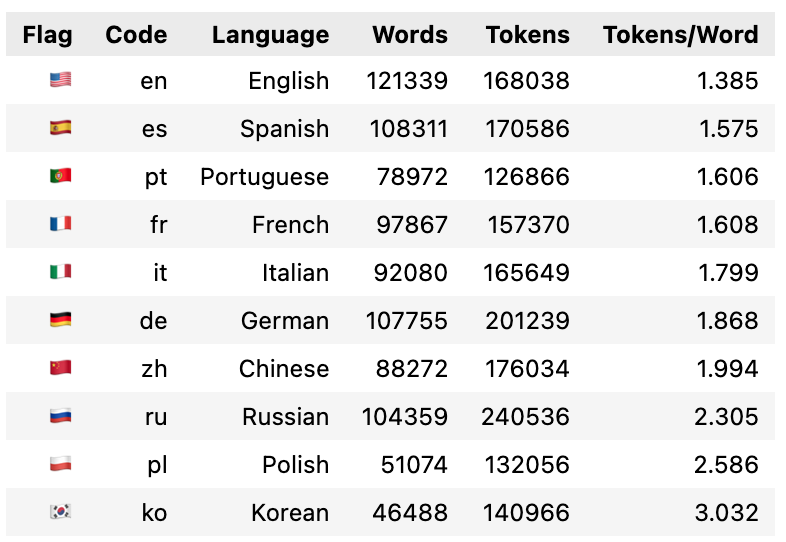 Flag Code Language Words Tokens Tokens/Word
en English 121339 168038 1.385
es Spanish 108311 170586 1.575
pt Portuguese 78972 126866 1.606
fr French 97867 157370 1.608
it Italian 92080 165649 1.799
de German 107755 201239 1.868
zh Chinese 88272 176034 1.994
ru Russian 104359 240536 2.305
pl Polish 51074 132056 2.586
ko Korean 46488 140966 3.032